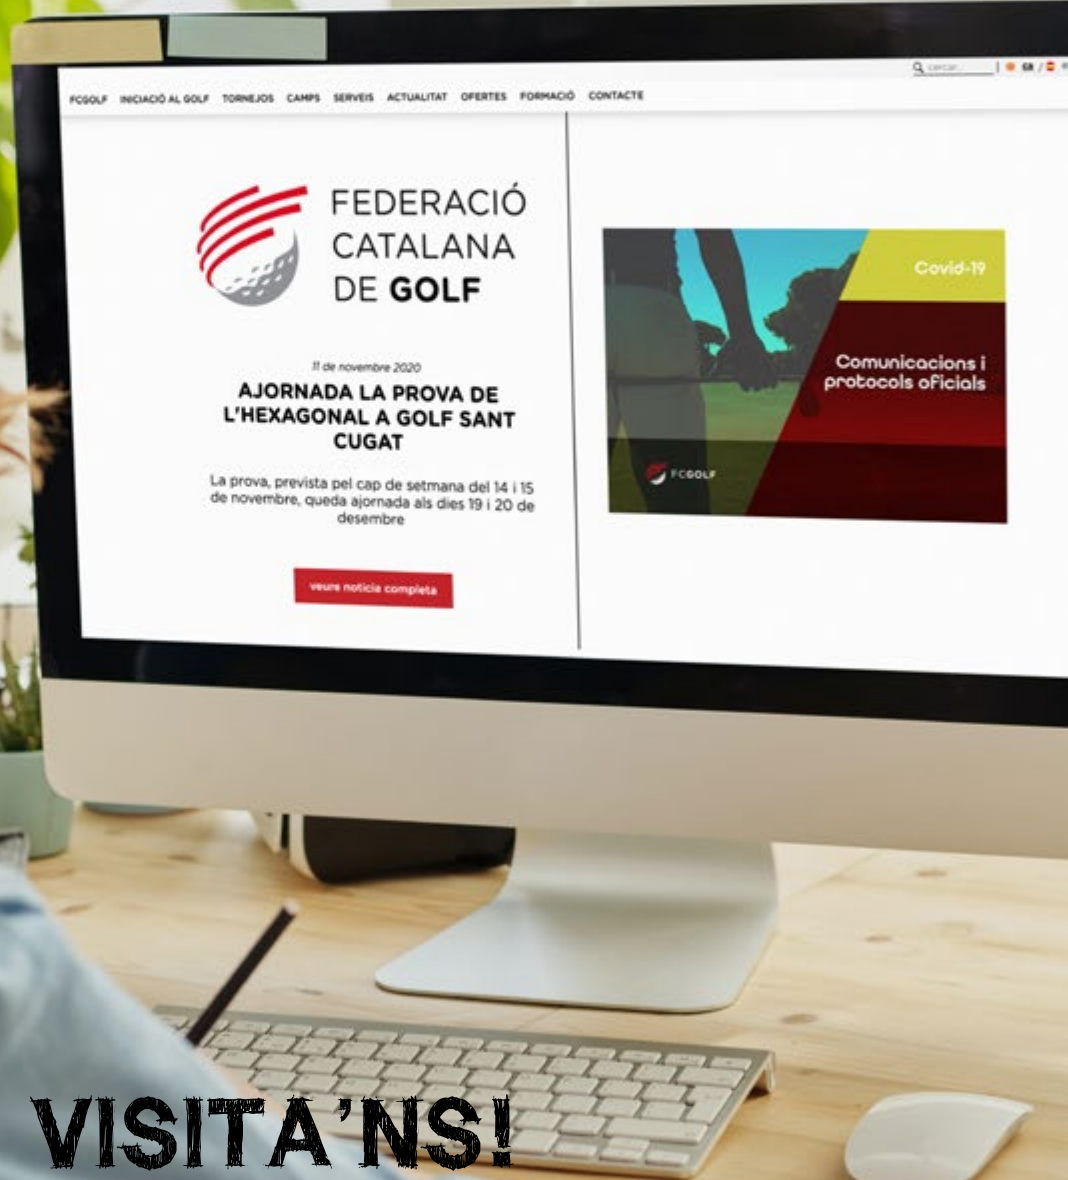 cercar...
FCGOLF INICIACIÓ AL GOLF TORNEJOS CAMPS SERVEIS ACTUALITAT OFERTES FORMACIÓ CONTACTE
FEDERACIÓ
CATALANA
DE GOLF
11 de novembre 2020
AJORNADA LA PROVA DE
L'HEXAGONAL A GOLF SANT
CUGAT
La prova, prevista pel cap de setmana del 14 i 15
de novembre, queda ajornada als dies 19 i 20 de
desembre
veure notícia completa
Covid-19
Comunicacions i
protocols oficials
FCGOLF
VISITA'NS!